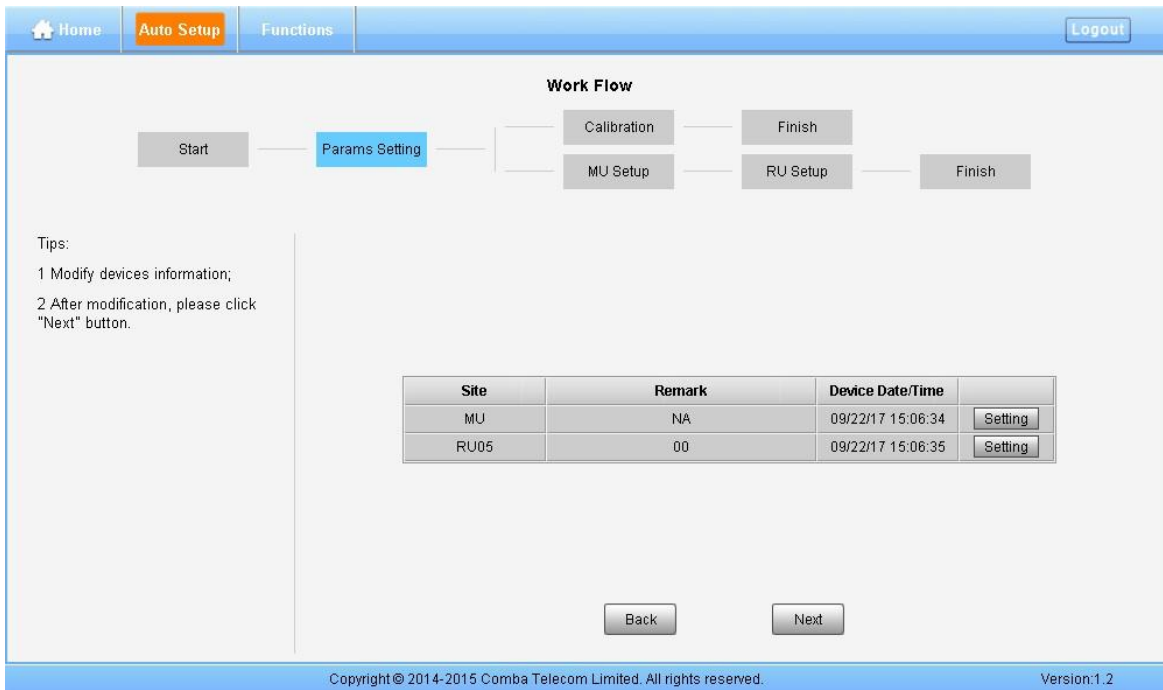 Home Auto Setup Functions Logout
Work Flow
Calibration Finish
Start Params Setting
MU Setup RU Setup Finish
Tips:
1 Modify devices information;
2 After modification, please click
"Next" button.
Site Remark Device Date/Time
MU NA 09/22/17 15:06:34 Setting
RU05 00 09/22/17 15:06:35 Setting
Back Next
Copyright © 2014-2015 Comba Telecom Limited. All rights reserved. Version:1.2